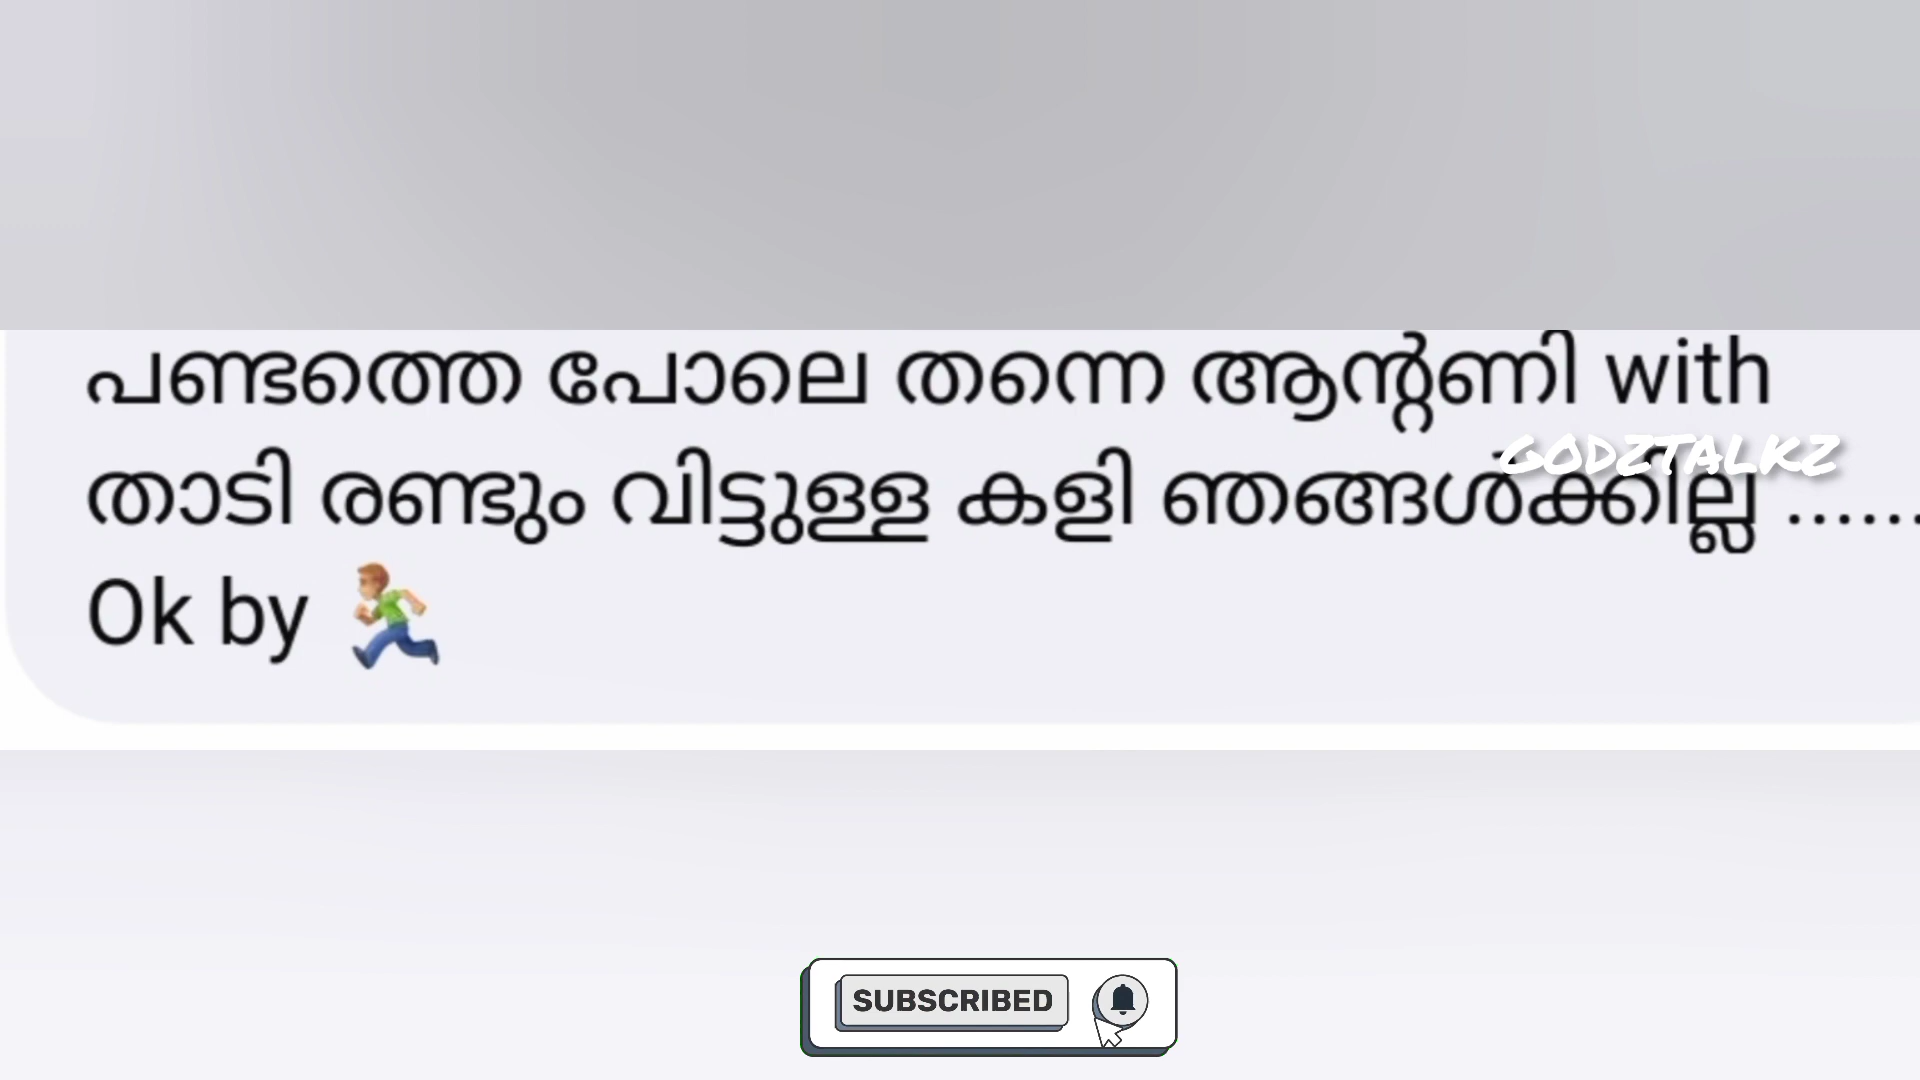 പണ്ടത്തെ പോലെ തന്നെ ആന്റണി with
GODZTALKZ
താടി രണ്ടും വിട്ടുള്ള കളി ഞങ്ങൾക്കില്ല ......
Ok by 🏃
SUBSCRIBED